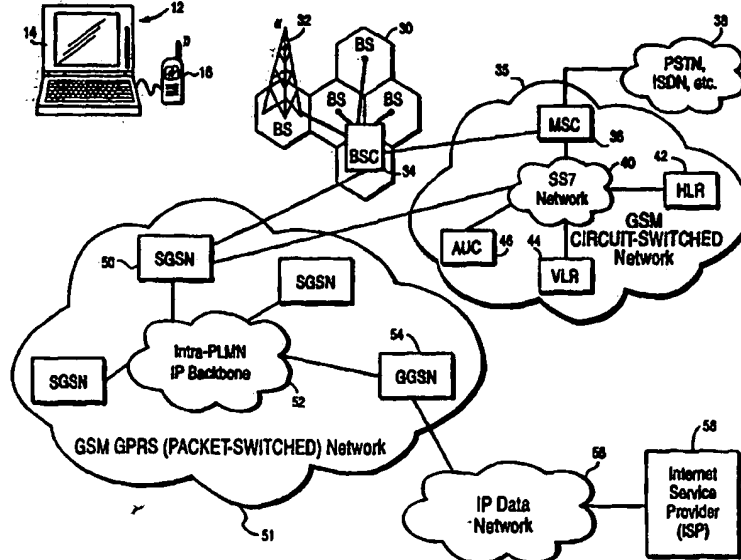 12
14
16
32
30
BS
BS
BS
BS
BSC
34
38
PSTN,
ISDN, etc.
35
MSC
36
40
SS7
Network
42
HLR
GSM
CIRCUIT-SWITCHED
Network
AUC
46
44
VLR
50
SGSN
SGSN
SGSN
Intra-PLMN
IP Backbone
52
54
GGSN
GSM GPRS (PACKET-SWITCHED) Network
51
IP Data
Network
Internet
Service
Provider
(ISP)